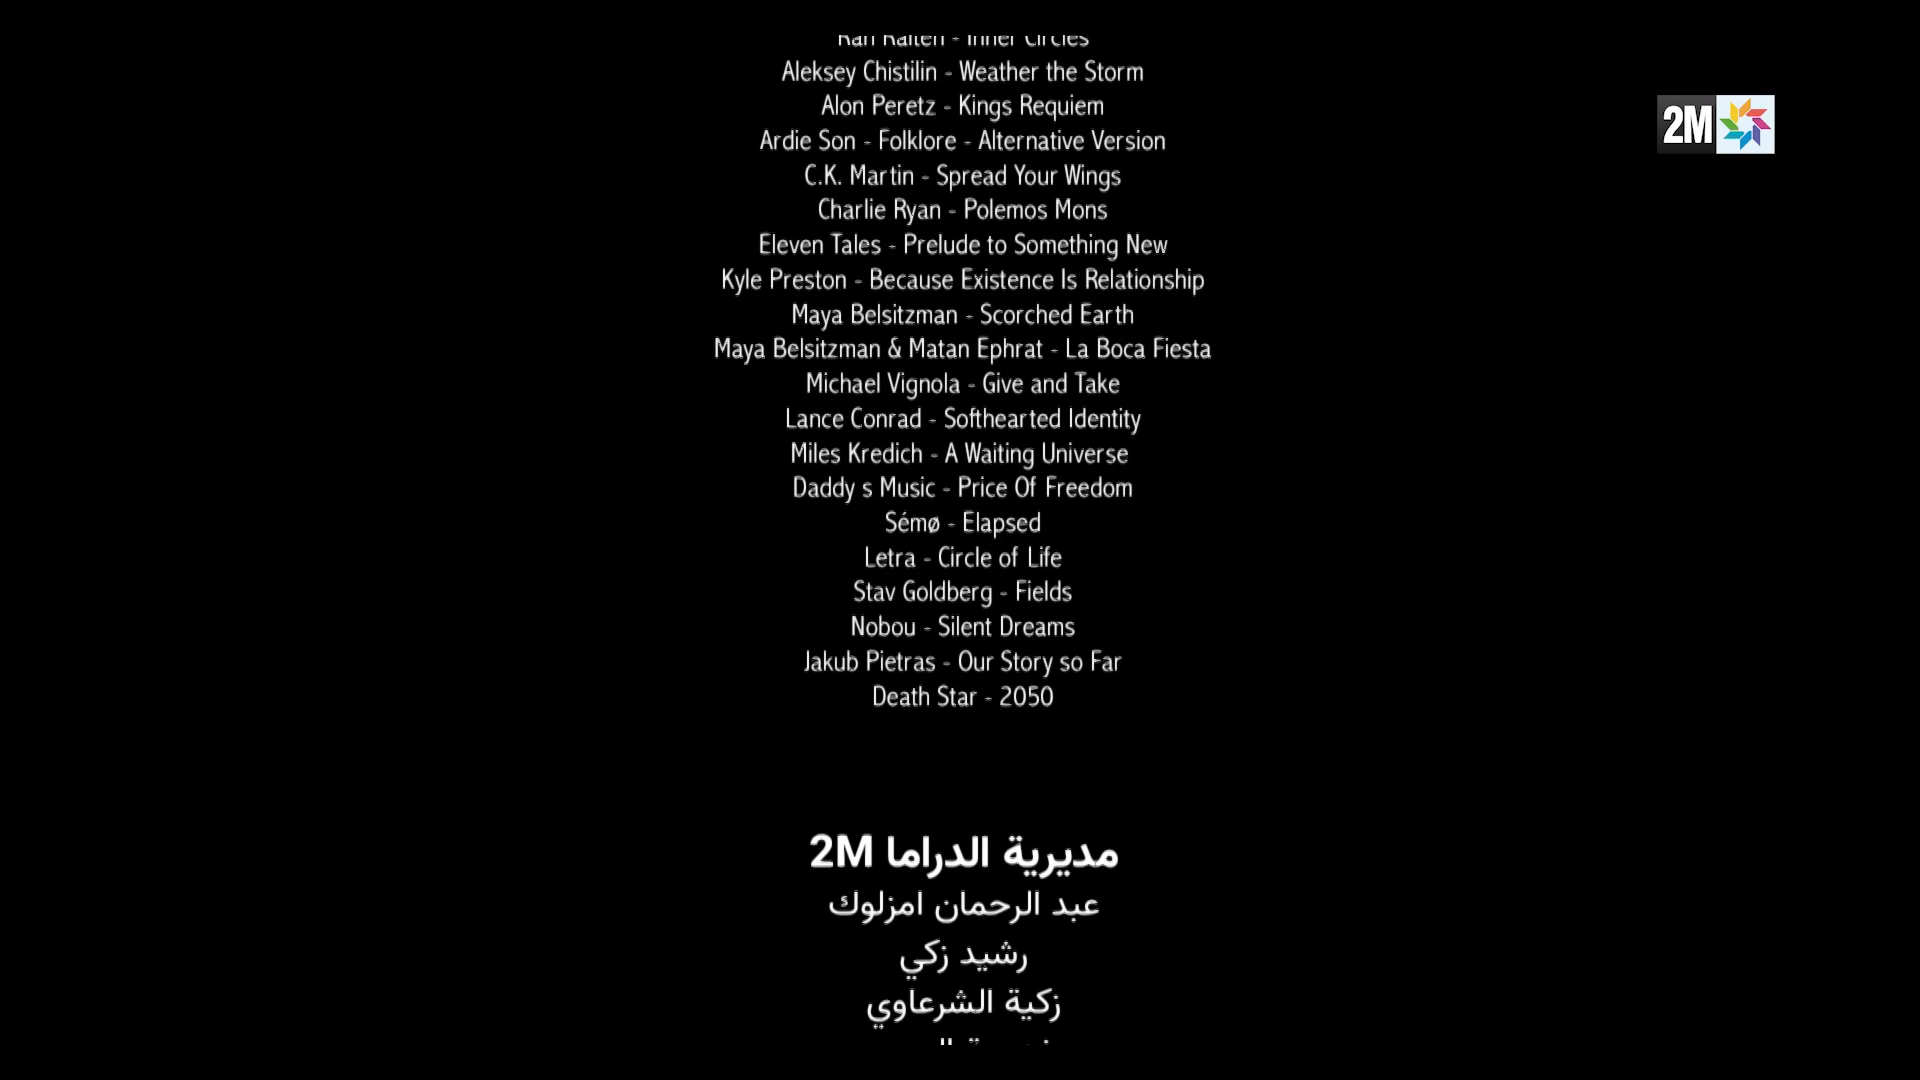 Ran Raiten - Inner Circles
Aleksey Chistilin - Weather the Storm
2M
Alon Peretz - Kings Requiem
Ardie Son - Folklore - Alternative Version
C.K. Martin - Spread Your Wings
Charlie Ryan - Polemos Mons
Eleven Tales - Prelude to Something New
Kyle Preston - Because Existence Is Relationship
Maya Belsitzman - Scorched Earth
Maya Belsitzman & Matan Ephrat - La Boca Fiesta
Michael Vignola - Give and Take
Lance Conrad - Softhearted Identity
Miles Kredich - A Waiting Universe
Daddy s Music - Price Of Freedom
Sémø - Elapsed
Letra - Circle of Life
Stav Goldberg - Fields
Nobou - Silent Dreams
Jakub Pietras - Our Story so Far
Death Star - 2050
مديرية الدراما 2M
عبد الرحمان امزلوك
رشيد زكي
زكية الشرعاوي